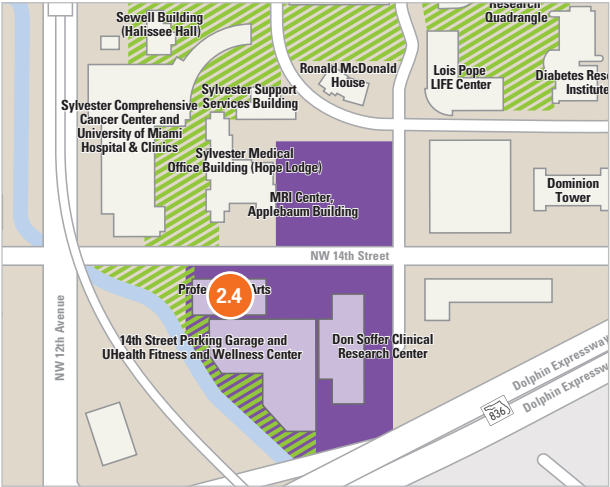 Research
Quadrangle
Sewell Building
(Halissee Hall)
Ronald McDonald
House
Lois Pope
LIFE Center
Diabetes Res
Institute
Sylvester Support
Services Building
Sylvester Comprehensive
Cancer Center and
University of Miami
Hospital & Clinics
Sylvester Medical
Office Building (Hope Lodge)
MRI Center,
Applebaum Building
Dominion
Tower
NW 14th Street
Profe
Arts
2.4
14th Street Parking Garage and
UHealth Fitness and Wellness Center
Don Soffer Clinical
Research Center
NW 12th Avenue
Dolphin Expressway
Dolphin Expressw
836